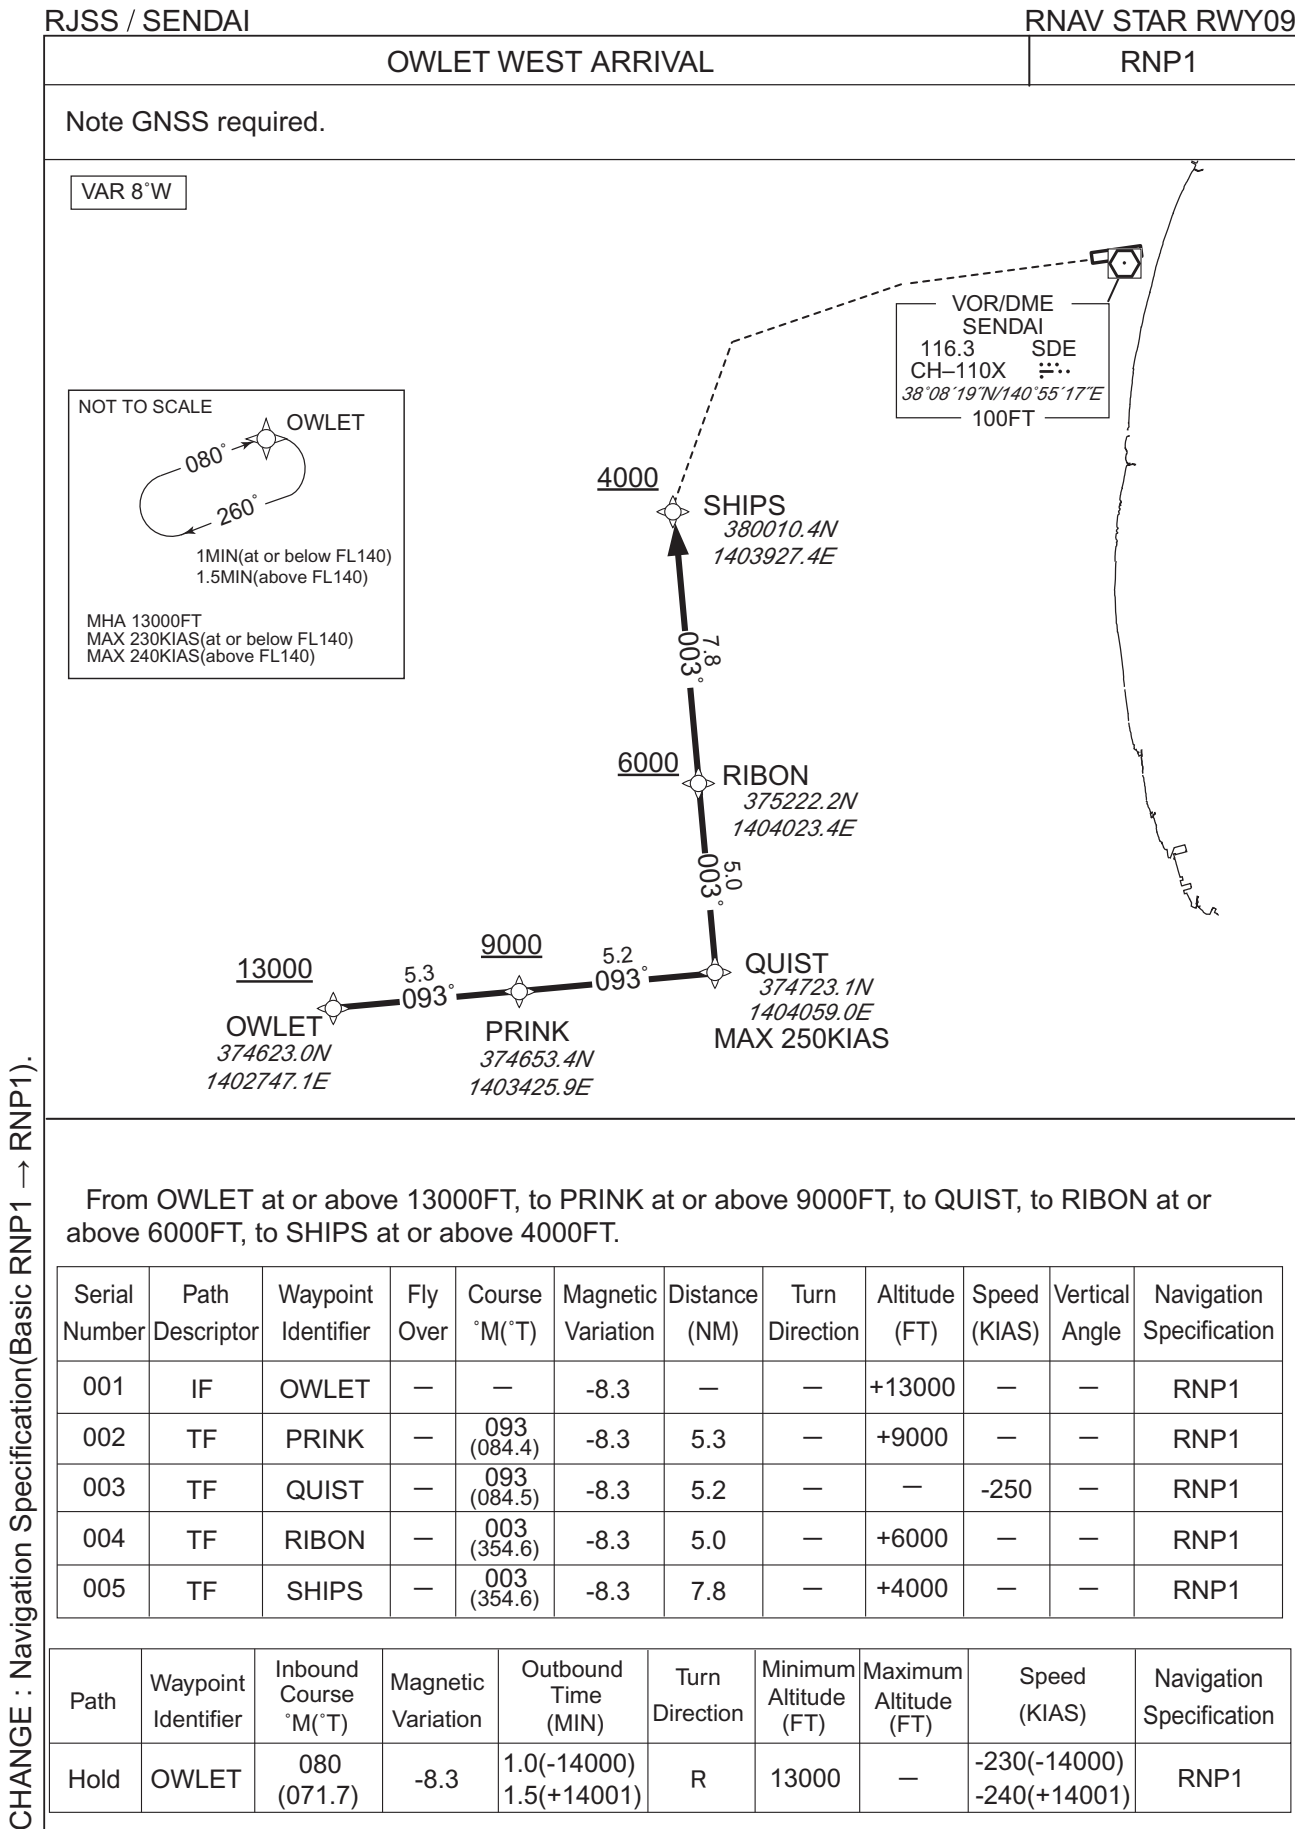 RJSS / SENDAI
RNAV STAR RWY09
OWLET WEST ARRIVAL
RNP1
Note GNSS required.
VAR 8˚W
VOR/DME
SENDAI
116.3 SDE
CH–110X
38˚08´19˝N/140˚55´17˝E
100FT
NOT TO SCALE
OWLET
080˚
260˚
1MIN(at or below FL140)
1.5MIN(above FL140)
MHA 13000FT
MAX 230KIAS(at or below FL140)
MAX 240KIAS(above FL140)
4000
SHIPS
380010.4N
1403927.4E
7.8
003˚
6000
RIBON
375222.2N
1404023.4E
5.0
003˚
13000
5.3
093˚
9000
5.2
093˚
QUIST
374723.1N
1404059.0E
MAX 250KIAS
OWLET
374623.0N
1402747.1E
PRINK
374653.4N
1403425.9E
From OWLET at or above 13000FT, to PRINK at or above 9000FT, to QUIST, to RIBON at or
above 6000FT, to SHIPS at or above 4000FT.
Serial Path Waypoint Fly Course Magnetic Distance Turn Altitude Speed Vertical Navigation
Number Descriptor Identifier Over ˚M(˚T) Variation (NM) Direction (FT) (KIAS) Angle Specification
001 IF OWLET — — -8.3 — — +13000 — — RNP1
002 TF PRINK — 093 (084.4) -8.3 5.3 — +9000 — — RNP1
003 TF QUIST — 093 (084.5) -8.3 5.2 — — -250 — RNP1
004 TF RIBON — 003 (354.6) -8.3 5.0 — +6000 — — RNP1
005 TF SHIPS — 003 (354.6) -8.3 7.8 — +4000 — — RNP1
Path Waypoint Identifier Inbound Course ˚M(˚T) Magnetic Variation Outbound Time (MIN) Turn Direction Minimum Altitude (FT) Maximum Altitude (FT) Speed (KIAS) Navigation Specification
Hold OWLET 080 (071.7) -8.3 1.0(-14000) 1.5(+14001) R 13000 — -230(-14000) -240(+14001) RNP1
CHANGE : Navigation Specification(Basic RNP1 → RNP1).